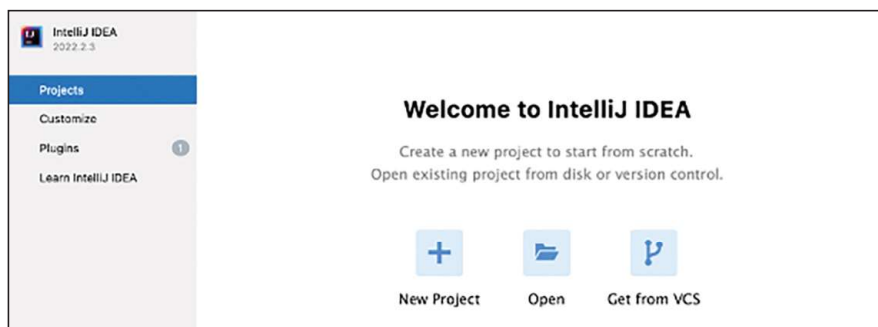 IntelliJ IDEA
2022.2.3
Projects
Customize
Plugins 1
Learn IntelliJ IDEA
Welcome to IntelliJ IDEA
Create a new project to start from scratch.
Open existing project from disk or version control.
New Project Open Get from VCS